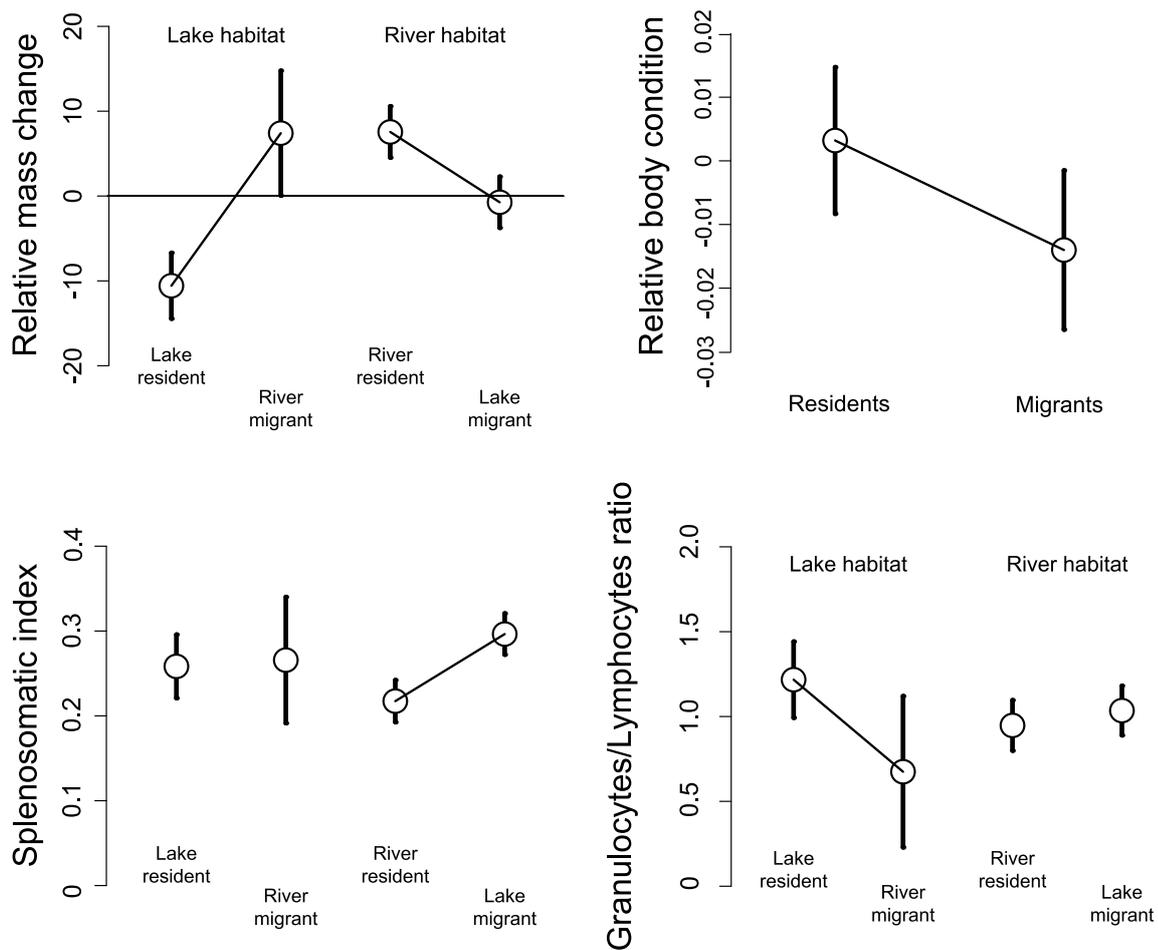 Relative mass change
20
10
0
-10
-20
Lake habitat
River habitat
Lake
resident
River
migrant
River
resident
Lake
migrant
Relative body condition
0.02
0.01
0
-0.01
-0.02
-0.03
Residents
Migrants
Splenosomatic index
0.4
0.3
0.2
0.1
0
Lake
resident
River
migrant
River
resident
Lake
migrant
Granulocytes/Lymphocytes ratio
2.0
1.5
1.0
0.5
0
Lake habitat
River habitat
Lake
resident
River
migrant
River
resident
Lake
migrant